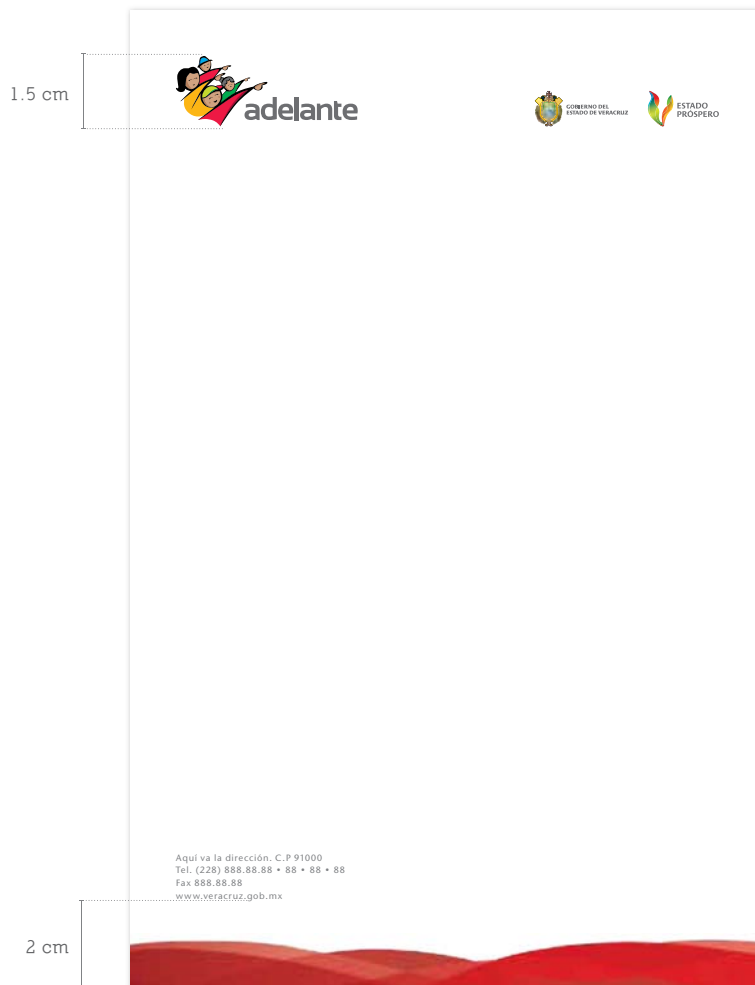 1.5 cm
adelante
GOBIERNO DEL
ESTADO DE VERACRUZ
ESTADO
PRÓSPERO
Aquí va la dirección. C.P 91000
Tel. (228) 888.88.88 • 88 • 88 • 88
Fax 888.88.88
www.veracruz.gob.mx
2 cm